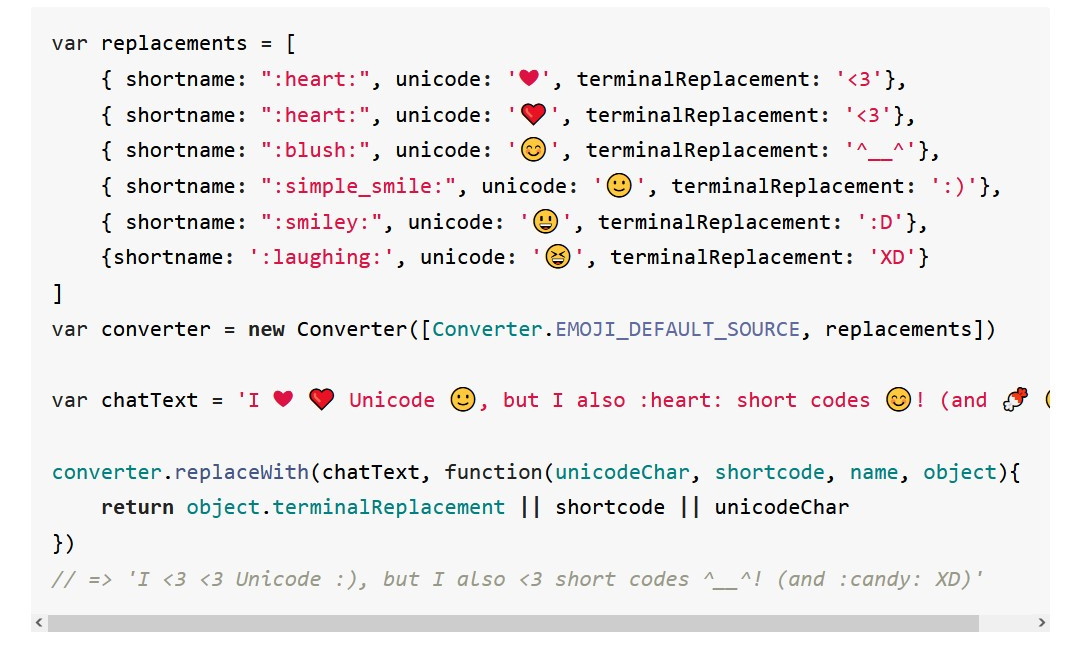 var replacements = [
    { shortname: ":heart:", unicode: '❤', terminalReplacement: '<3'},
    { shortname: ":heart:", unicode: '❤️', terminalReplacement: '<3'},
    { shortname: ":blush:", unicode: '😊', terminalReplacement: '^__^'},
    { shortname: ":simple_smile:", unicode: '🙂', terminalReplacement: ':)'},
    { shortname: ":smiley:", unicode: '😃', terminalReplacement: ':D'},
    {shortname: ':laughing:', unicode: '😆', terminalReplacement: 'XD'}
]
var converter = new Converter([Converter.EMOJI_DEFAULT_SOURCE, replacements])
var chatText = 'I ❤ ❤️ Unicode 🙂, but I also :heart: short codes 😊! (and 🍬
converter.replaceWith(chatText, function(unicodeChar, shortcode, name, object){
    return object.terminalReplacement || shortcode || unicodeChar
})
// => 'I <3 <3 Unicode :), but I also <3 short codes ^__^! (and :candy: XD)'